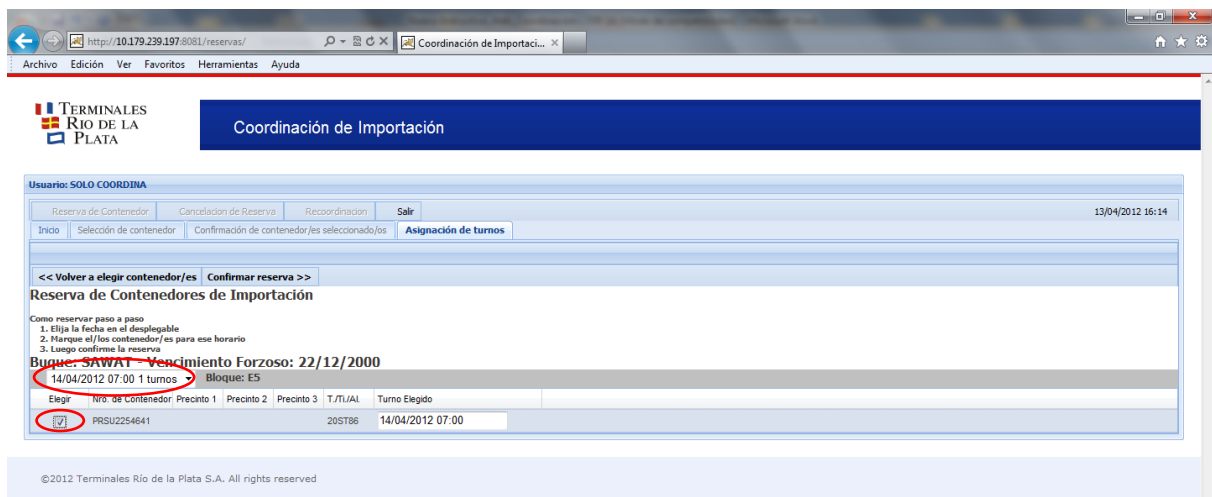 http://10.179.239.197:8081/reservas/
Coordinación de Importaci...
Archivo Edición Ver Favoritos Herramientas Ayuda
TERMINALES
RIO DE LA
PLATA
Coordinación de Importación
Usuario: SOLO COORDINA
Reserva de Contenedor Cancelacion de Reserva Recoordinacion Salir 13/04/2012 16:14
Inicio Selección de contenedor Confirmación de contenedor/es seleccionado/os Asignación de turnos
<< Volver a elegir contenedor/es Confirmar reserva >>
Reserva de Contenedores de Importación
Como reservar paso a paso
1. Elija la fecha en el desplegable
2. Marque el/los contenedor/es para ese horario
3. Luego confirme la reserva
Buque: SAWAT - Vencimiento Forzoso: 22/12/2000
14/04/2012 07:00 1 turnos Bloque: E5
Elegir Nro. de Contenedor Precinto 1 Precinto 2 Precinto 3 T./Ti./Al. Turno Elegido
PRSU2254641 20ST86 14/04/2012 07:00
©2012 Terminales Río de la Plata S.A. All rights reserved